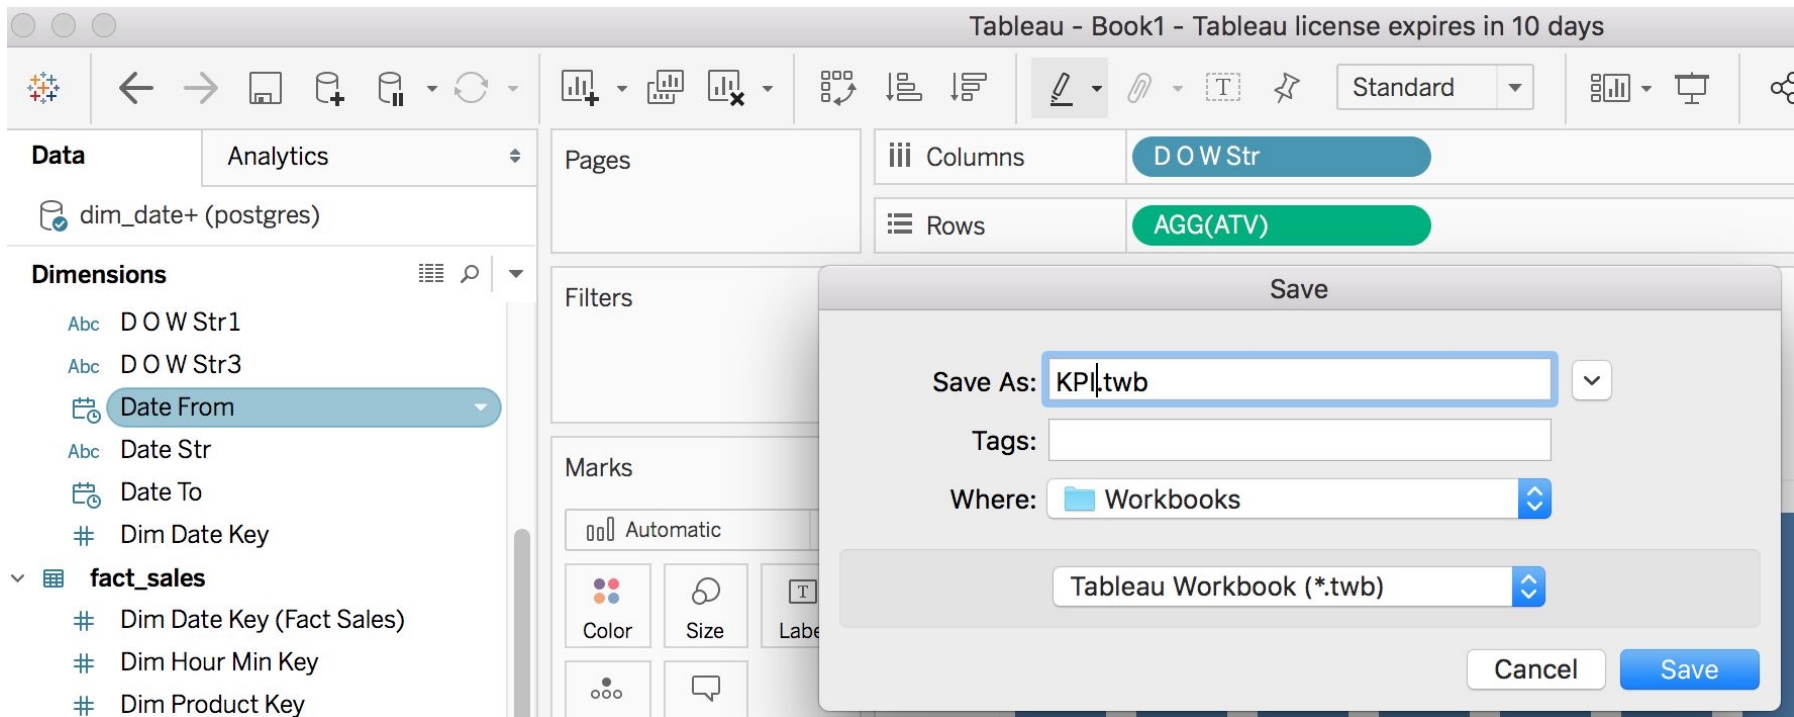 Tableau - Book1 - Tableau license expires in 10 days
Standard
Data
Analytics
dim_date+ (postgres)
Dimensions
Abc D O W Str1
Abc D O W Str3
Date From
Abc Date Str
Date To
# Dim Date Key
fact_sales
# Dim Date Key (Fact Sales)
# Dim Hour Min Key
# Dim Product Key
Pages
Filters
Marks
Automatic
Color
Size
T
Columns
D O W Str
Rows
AGG(ATV)
Save
Save As: KPI.twb
Tags:
Where: Workbooks
Tableau Workbook (*.twb)
Cancel
Save